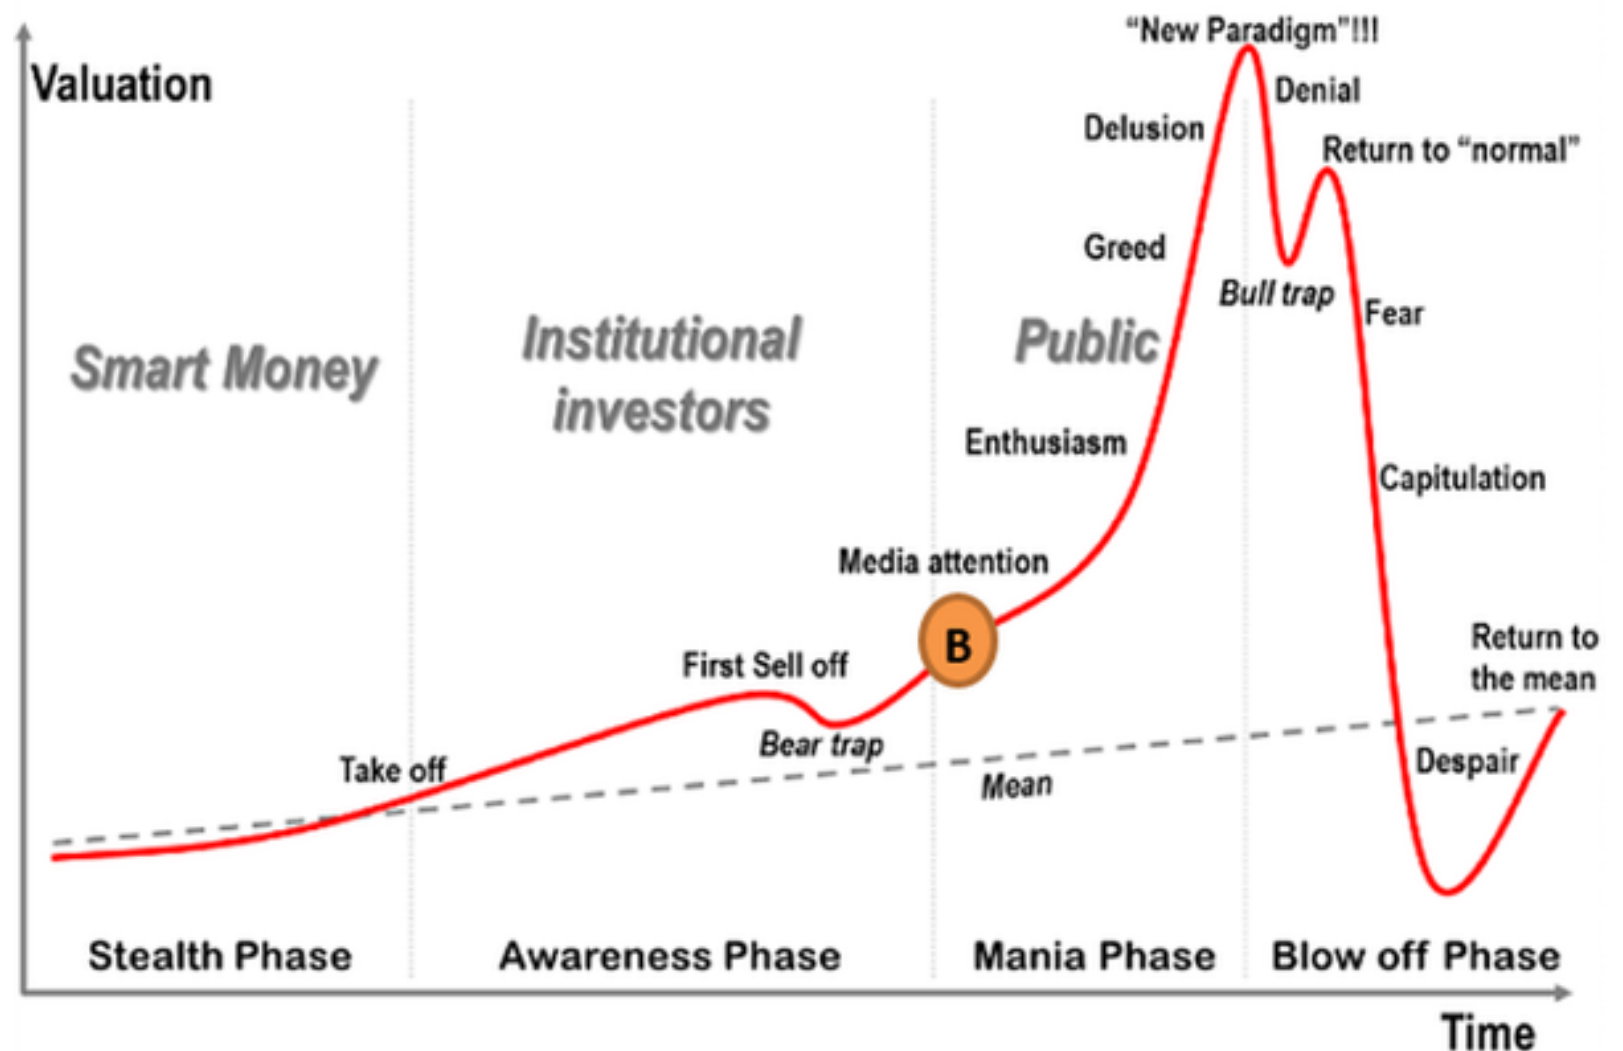 “New Paradigm”!!!
Valuation
Denial
Delusion
Return to “normal”
Greed
Bull trap
Fear
Smart Money
Institutional
investors
Public
Enthusiasm
Capitulation
Media attention
B
First Sell off
Return to
the mean
Bear trap
Take off
Mean
Despair
Stealth Phase
Awareness Phase
Mania Phase
Blow off Phase
Time